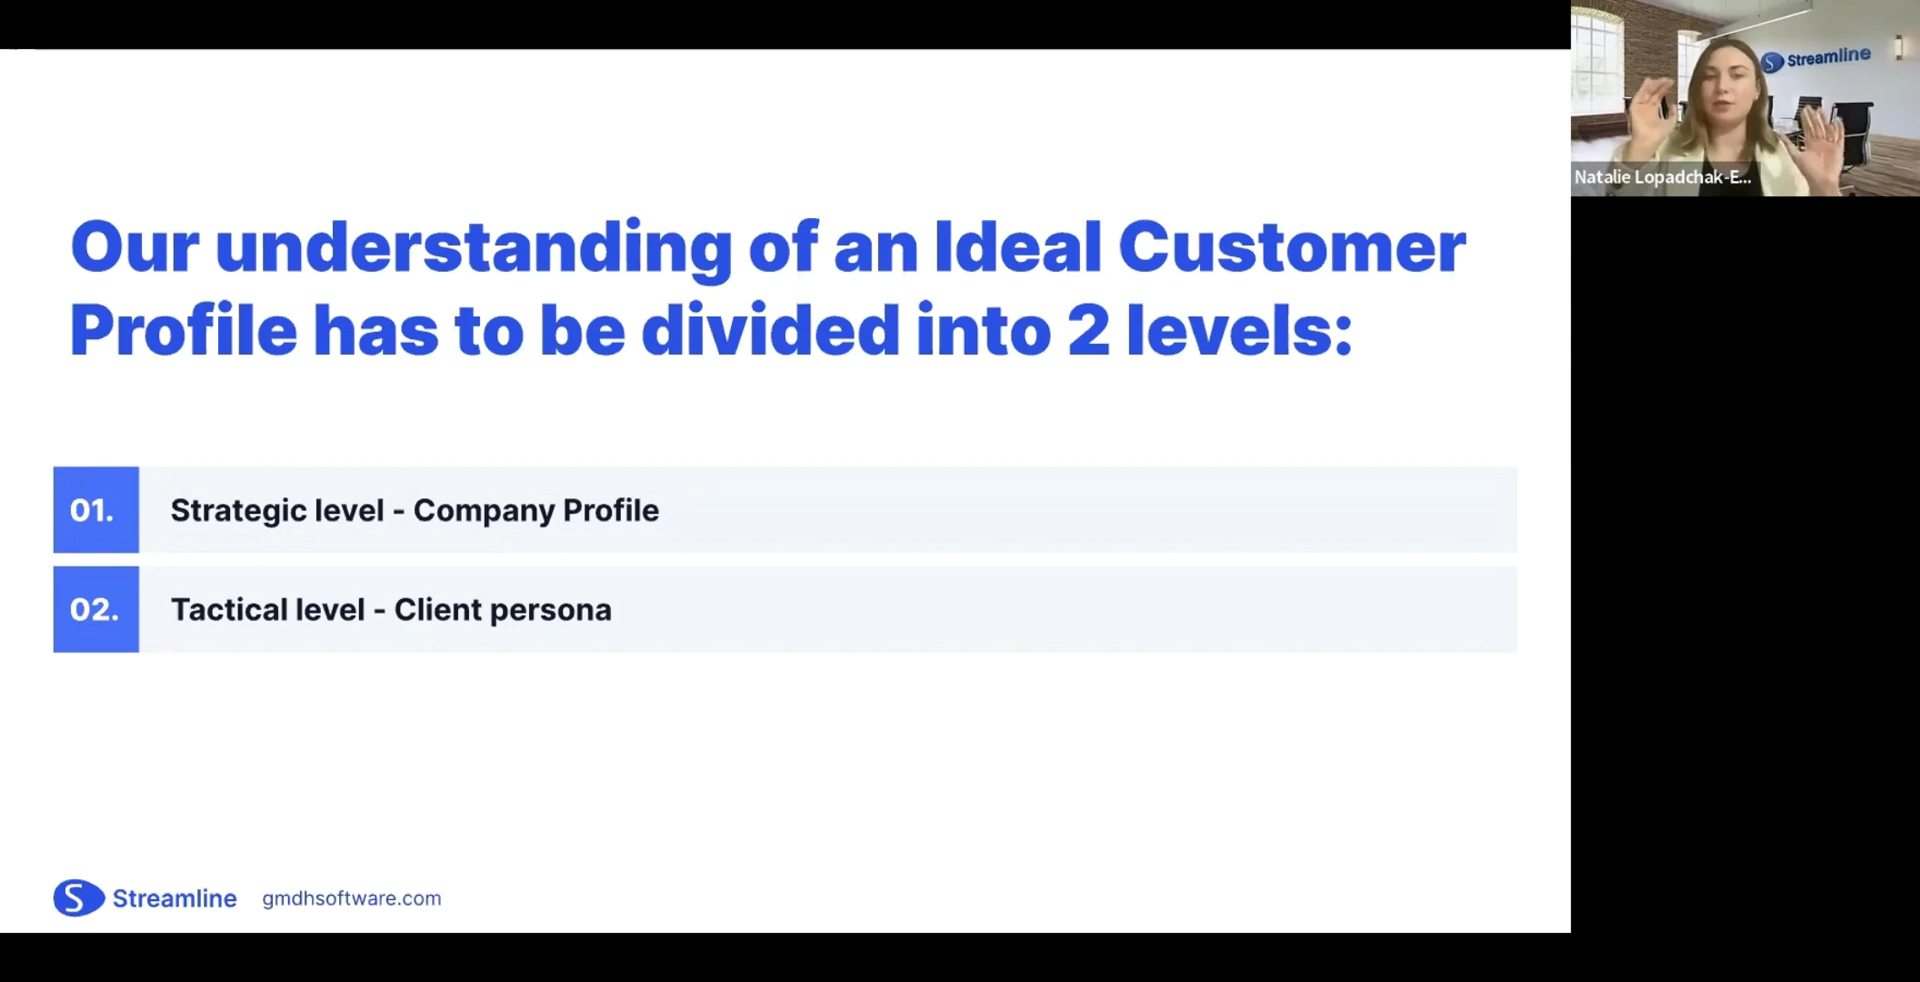 Our understanding of an Ideal Customer
Profile has to be divided into 2 levels:
01. Strategic level - Company Profile
02. Tactical level - Client persona
Streamline gmdhsoftware.com
Streamline
Natalie Lopadchak-E...